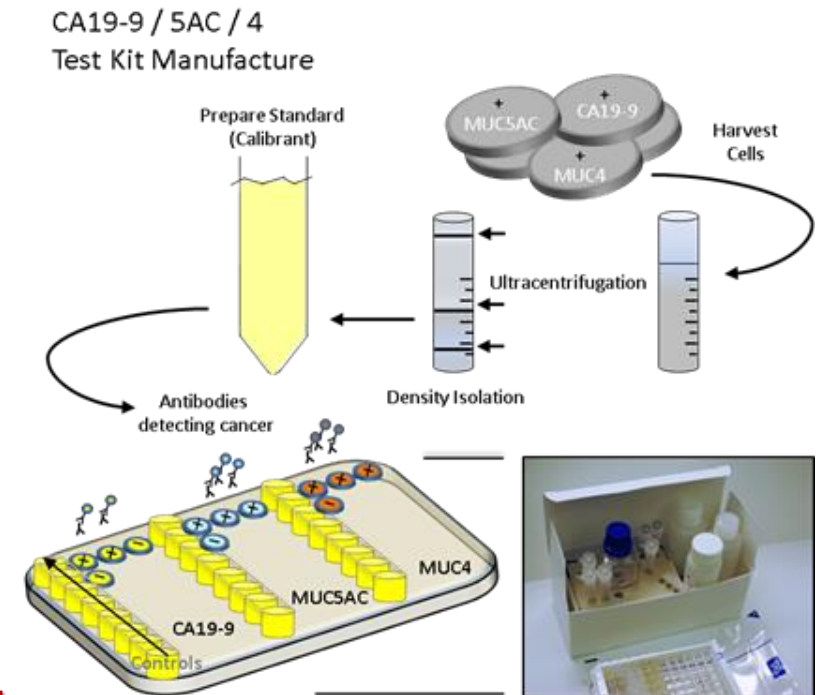 CA19-9 / 5AC / 4
Test Kit Manufacture
Prepare Standard
(Calibrant)
+
MUC5AC
+
CA19-9
+
MUC4
Harvest
Cells
Ultracentrifugation
Density Isolation
Antibodies
detecting cancer
+ + - -
+ + + -
+ + + -
MUC4
MUC5AC
CA19-9
Controls